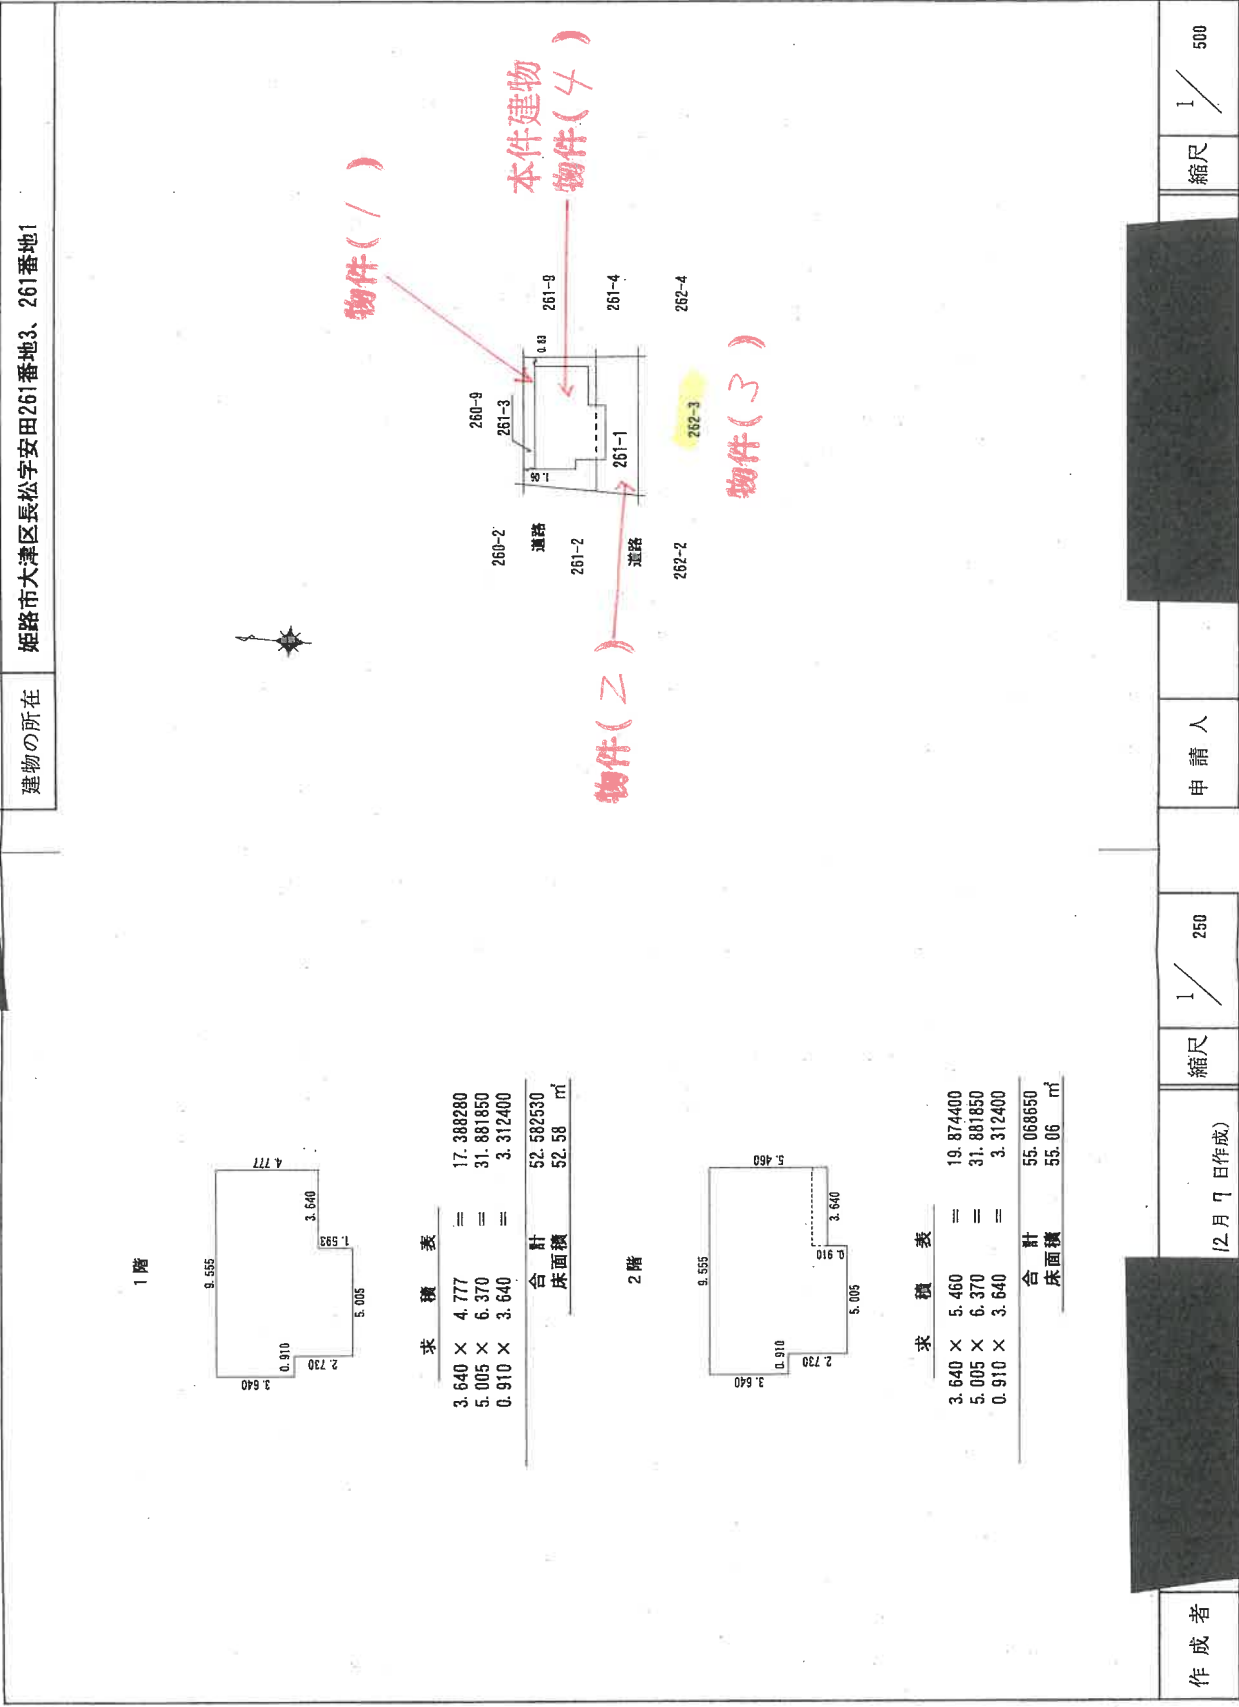 建物の所在
姫路市大津区長松字安田261番地3、261番地1
1階
9.555
3.640
0.910
2.730
5.005
1.593
3.640
4.777
求積表
3.640 × 4.777 = 17.388280
5.005 × 6.370 = 31.881850
0.910 × 3.640 = 3.312400
合計 52.582530
床面積 52.58 ㎡
2階
9.555
3.640
0.910
2.730
5.005
0.910
3.640
5.460
求積表
3.640 × 5.460 = 19.874400
5.005 × 6.370 = 31.881850
0.910 × 3.640 = 3.312400
合計 55.068650
床面積 55.06 ㎡
物件(1)
本件建物
物件(4)
260-9
261-3
261-9
0.83
1.06
260-2
道路
261-2
261-1
261-4
道路
262-2
262-3
262-4
物件(2)
物件(3)
作成者
12月7日作成)
縮尺
1/250
申請人
縮尺
1/500